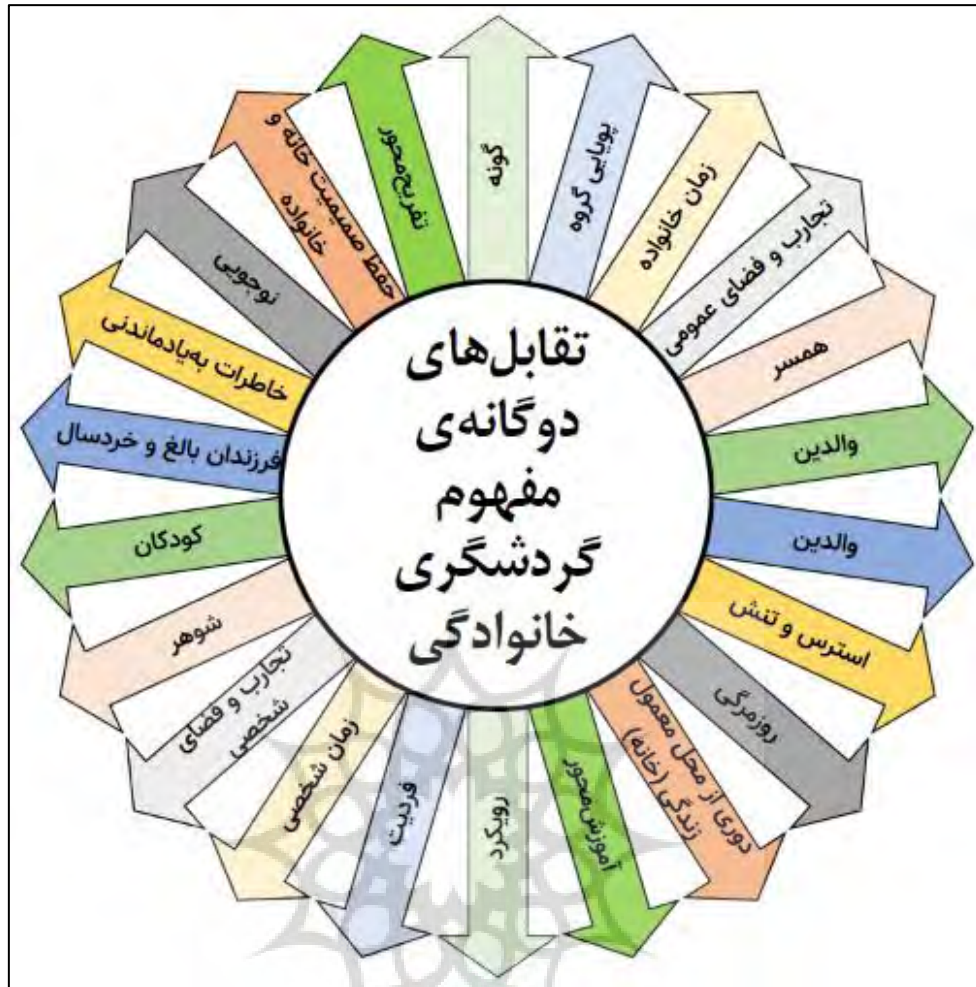 تقابل‌های
دوگانه‌ی
مفهوم
گردشگری
خانوادگی
گونه
پویایی گروه
زمان خانواده
تجارب و فضای عمومی
همسر
والدین
والدین
استرس و تنش
روزمرگی
دوری از محل معمول
زندگی (خانه)
آموزش‌محور
رویکرد
فردیت
زمان شخصی
تجارب و فضای
شخصی
شوهر
کودکان
فرزندان بالغ و خردسال
خاطرات به‌یادماندنی
نوجویی
حفظ صمیمیت خانه و
خانواده
تفریح‌محور